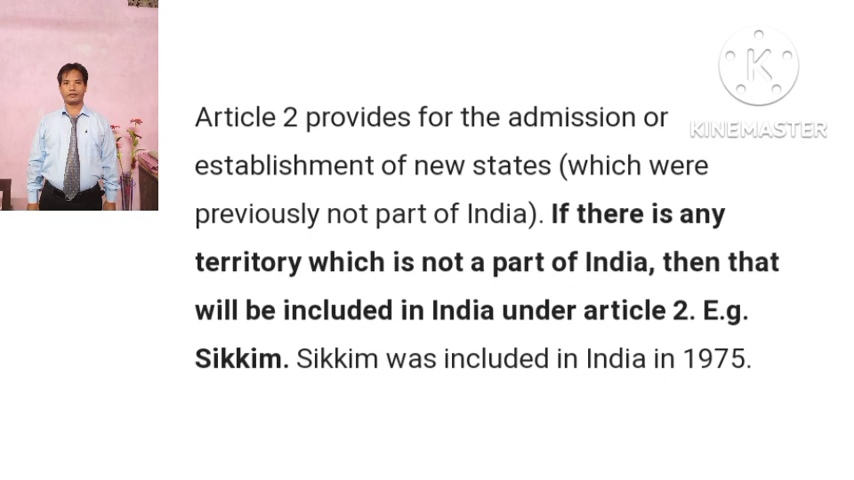 KINEMASTER
Article 2 provides for the admission or
establishment of new states (which were
previously not part of India). If there is any
territory which is not a part of India, then that
will be included in India under article 2. E.g.
Sikkim. Sikkim was included in India in 1975.